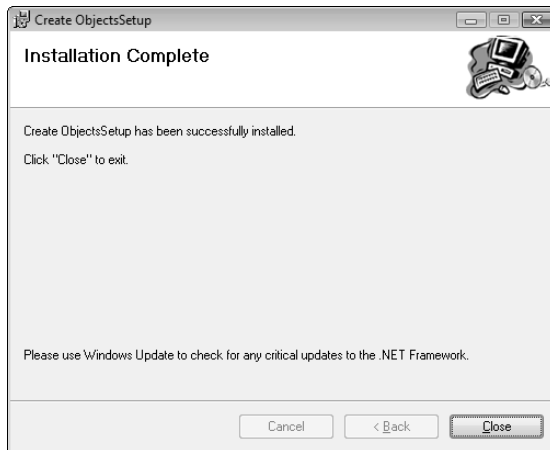 Create ObjectsSetup
Installation Complete
Create ObjectsSetup has been successfully installed.
Click "Close" to exit.
Please use Windows Update to check for any critical updates to the .NET Framework.
Cancel
< Back
Close